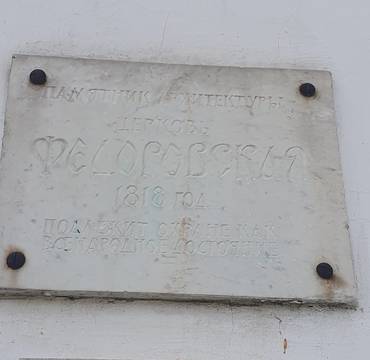 ПАМЯТНИК АРХИТЕКТУРЫ
ЦЕРКОВЬ
ФЕДОРОВСКАЯ
1818 ГОД
ПОДЛЕЖИТ ОХРАНЕ КАК
ВСЕНАРОДНОЕ ДОСТОЯНИЕ